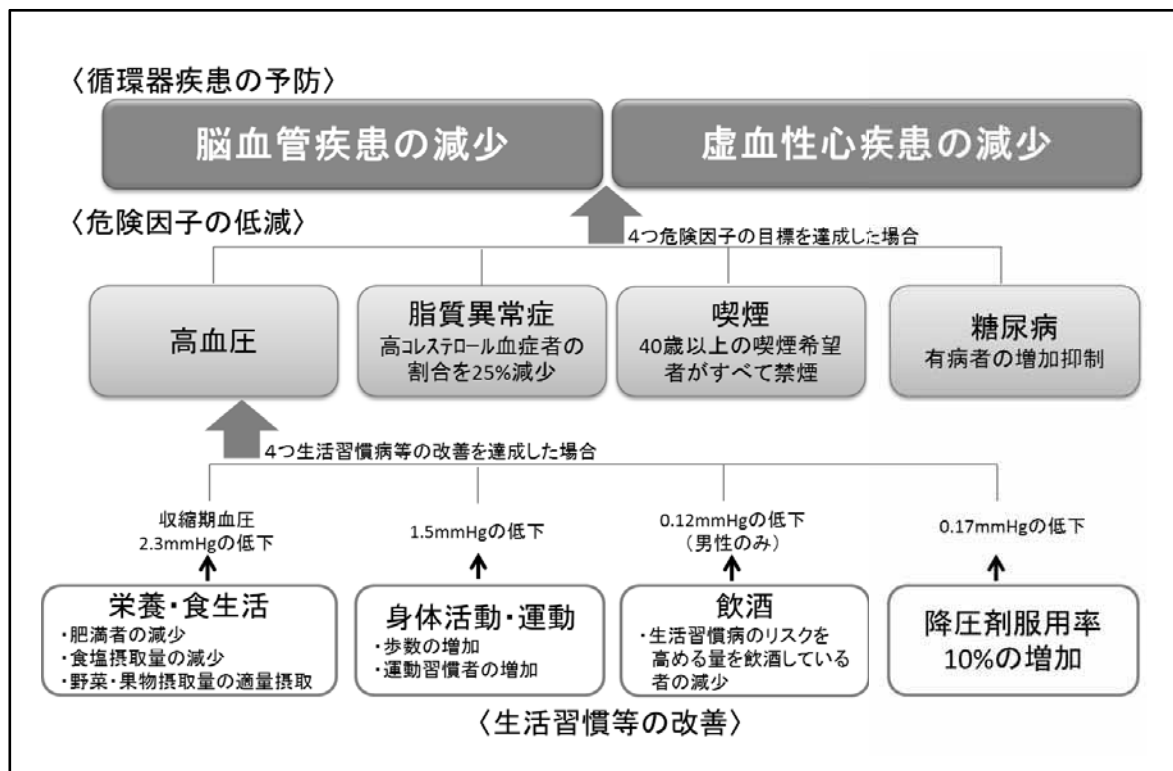 〈循環器疾患の予防〉
脳血管疾患の減少
虚血性心疾患の減少
〈危険因子の低減〉
4つ危険因子の目標を達成した場合
高血圧
脂質異常症
高ｺﾚｽﾃﾛｰﾙ血症者の
割合を25%減少
喫煙
40歳以上の喫煙希望
者がすべて禁煙
糖尿病
有病者の増加抑制
4つ生活習慣病等の改善を達成した場合
収縮期血圧
2.3mmHgの低下
1.5mmHgの低下
0.12mmHgの低下
（男性のみ）
0.17mmHgの低下
栄養・食生活
・肥満者の減少
・食塩摂取量の減少
・野菜・果物摂取量の適量摂取
身体活動・運動
・歩数の増加
・運動習慣者の増加
飲酒
・生活習慣病のリスクを
高める量を飲酒している
者の減少
降圧剤服用率
10%の増加
〈生活習慣等の改善〉